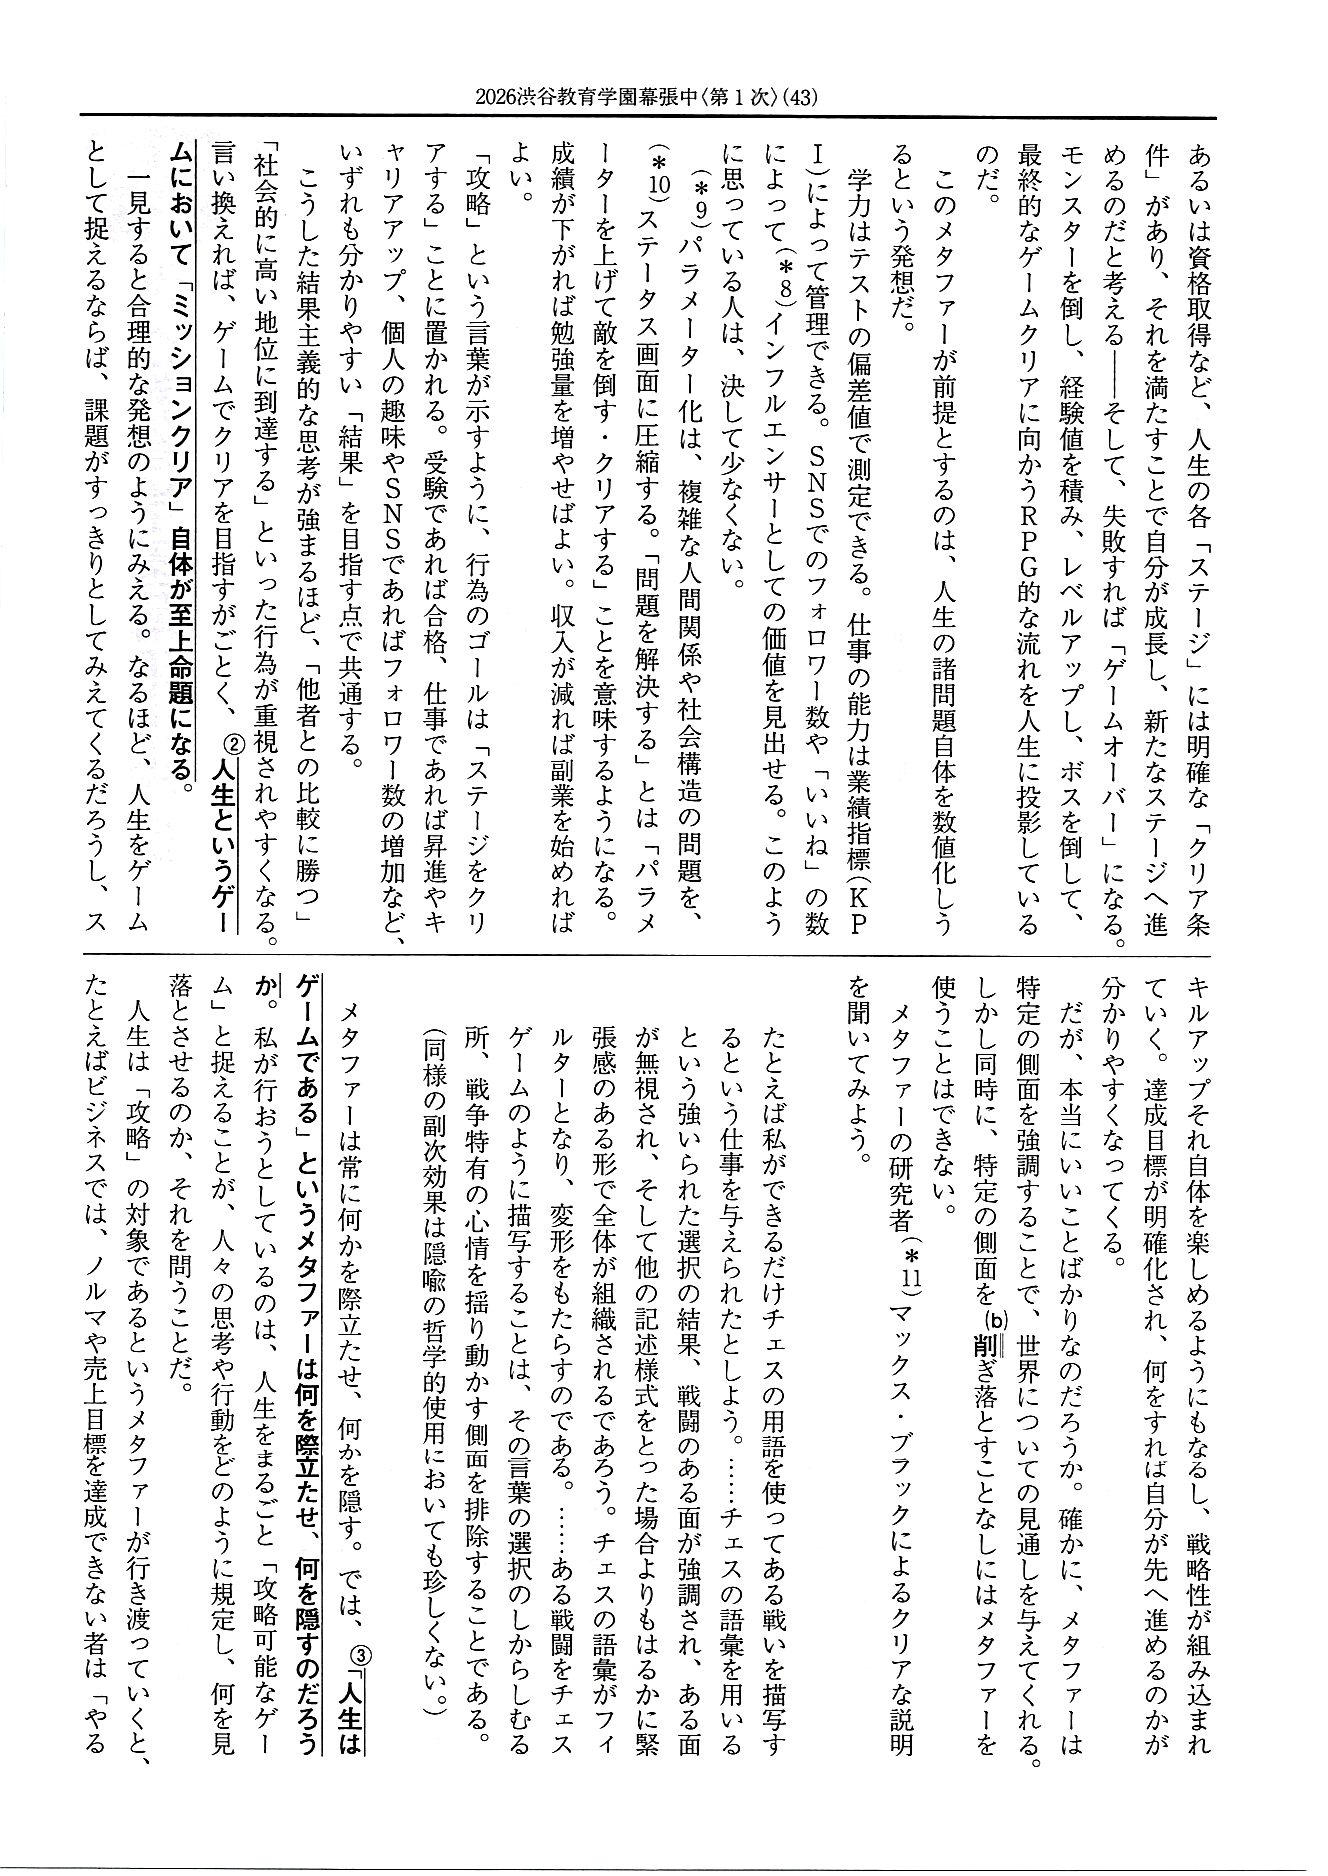 2026渋谷教育学園幕張中〈第1次〉(43)
あるいは資格取得など、人生の各「ステージ」には明確な「クリア条
件」があり、それを満たすことで自分が成長し、新たなステージへ進
めるのだと考える――そして、失敗すれば「ゲームオーバー」になる。
モンスターを倒し、経験値を積み、レベルアップし、ボスを倒して、
最終的なゲームクリアに向かうRPG的な流れを人生に投影している
のだ。
このメタファーが前提とするのは、人生の諸問題自体を数値化しう
るという発想だ。
学力はテストの偏差値で測定できる。仕事の能力は業績指標(KP
I)によって管理できる。SNSでのフォロワー数や「いいね」の数
によって(*8)インフルエンサーとしての価値を見出せる。このよう
に思っている人は、決して少なくない。
(*9)パラメーター化は、複雑な人間関係や社会構造の問題を、
(*10)ステータス画面に圧縮する。「問題を解決する」とは「パラメ
ーターを上げて敵を倒す・クリアする」ことを意味するようになる。
成績が下がれば勉強量を増やせばよい。収入が減れば副業を始めれば
よい。
「攻略」という言葉が示すように、行為のゴールは「ステージをクリ
アする」ことに置かれる。受験であれば合格、仕事であれば昇進やキ
ャリアアップ、個人の趣味やSNSであればフォロワー数の増加など、
いずれも分かりやすい「結果」を目指す点で共通する。
こうした結果主義的な思考が強まるほど、「他者との比較に勝つ」
「社会的に高い地位に到達する」といった行為が重視されやすくなる。
言い換えれば、ゲームでクリアを目指すがごとく、②人生というゲー
ムにおいて「ミッションクリア」自体が至上命題になる。
一見すると合理的な発想のようにみえる。なるほど、人生をゲーム
として捉えるならば、課題がすっきりとしてみえてくるだろうし、ス
キルアップそれ自体を楽しめるようにもなるし、戦略性が組み込まれ
ていく。達成目標が明確化され、何をすれば自分が先へ進めるのかが
分かりやすくなってくる。
だが、本当にいいことばかりなのだろうか。確かに、メタファーは
特定の側面を強調することで、世界についての見通しを与えてくれる。
しかし同時に、特定の側面を(b)削ぎ落とすことなしにはメタファーを
使うことはできない。
メタファーの研究者(*11)マックス・ブラックによるクリアな説明
を聞いてみよう。
たとえば私ができるだけチェスの用語を使ってある戦いを描写す
るという仕事を与えられたとしよう。……チェスの語彙を用いる
という強いられた選択の結果、戦闘のある面が強調され、ある面
が無視され、そして他の記述様式をとった場合よりもはるかに緊
張感のある形で全体が組織されるであろう。チェスの語彙がフィ
ルターとなり、変形をもたらすのである。……ある戦闘をチェス
ゲームのように描写することは、その言葉の選択のしからしむる
所、戦争特有の心情を揺り動かす側面を排除することである。
(同様の副次効果は隠喩の哲学的使用においても珍しくない。)
メタファーは常に何かを際立たせ、何かを隠す。では、③「人生は
ゲームである」というメタファーは何を際立たせ、何を隠すのだろう
か。私が行おうとしているのは、人生をまるごと「攻略可能なゲー
ム」と捉えることが、人々の思考や行動をどのように規定し、何を見
落とさせるのか、それを問うことだ。
人生は「攻略」の対象であるというメタファーが行き渡っていくと、
たとえばビジネスでは、ノルマや売上目標を達成できない者は「やる